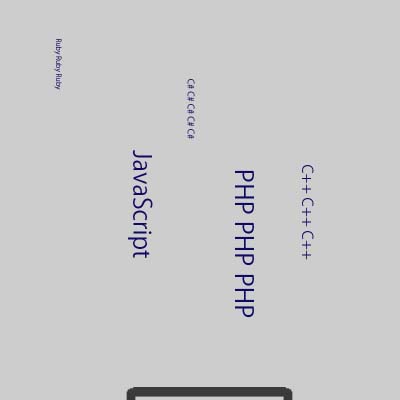 Ruby Ruby Ruby
JavaScript
C# C# C# C# C#
PHP PHP PHP
C++ C++ C++